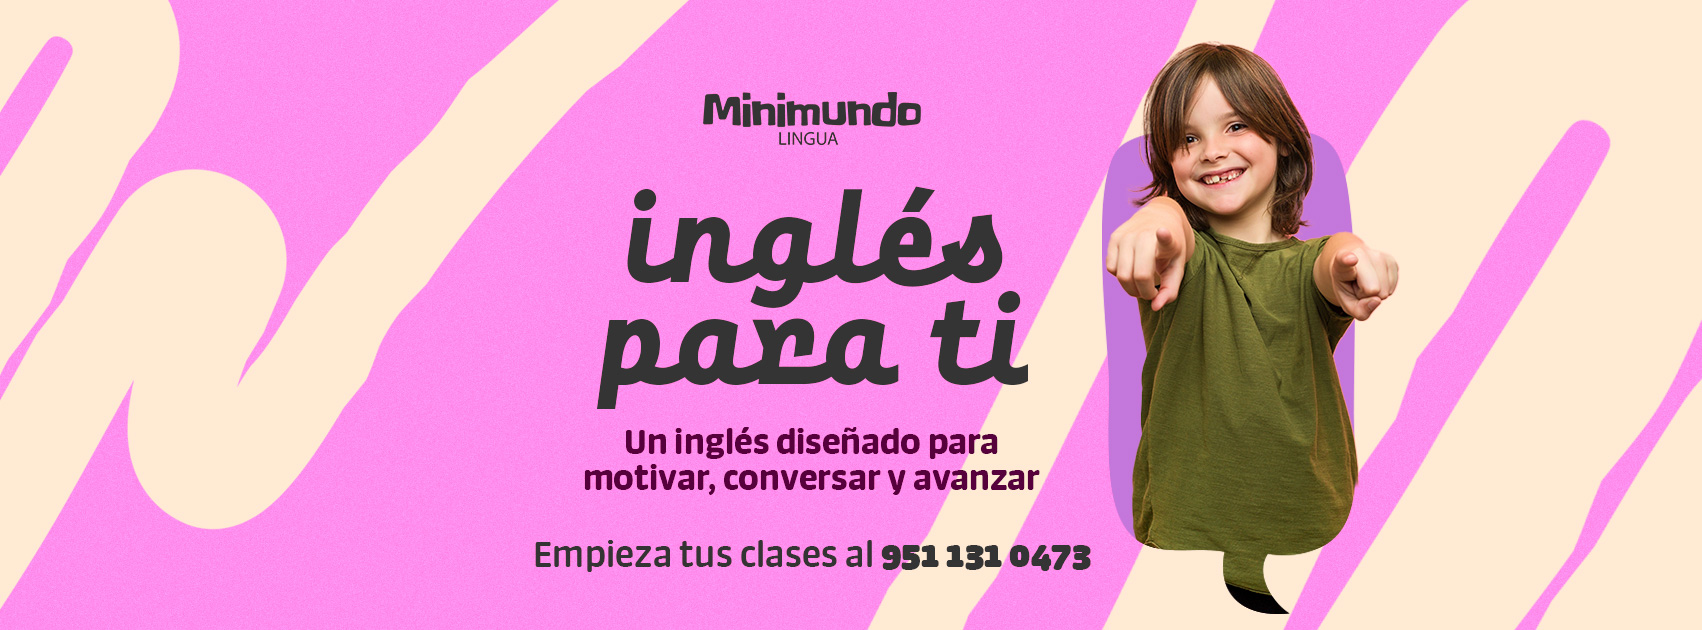 Minimundo
LINGUA
inglés
para ti
Un inglés diseñado para
motivar, conversar y avanzar
Empieza tus clases al 951 131 0473